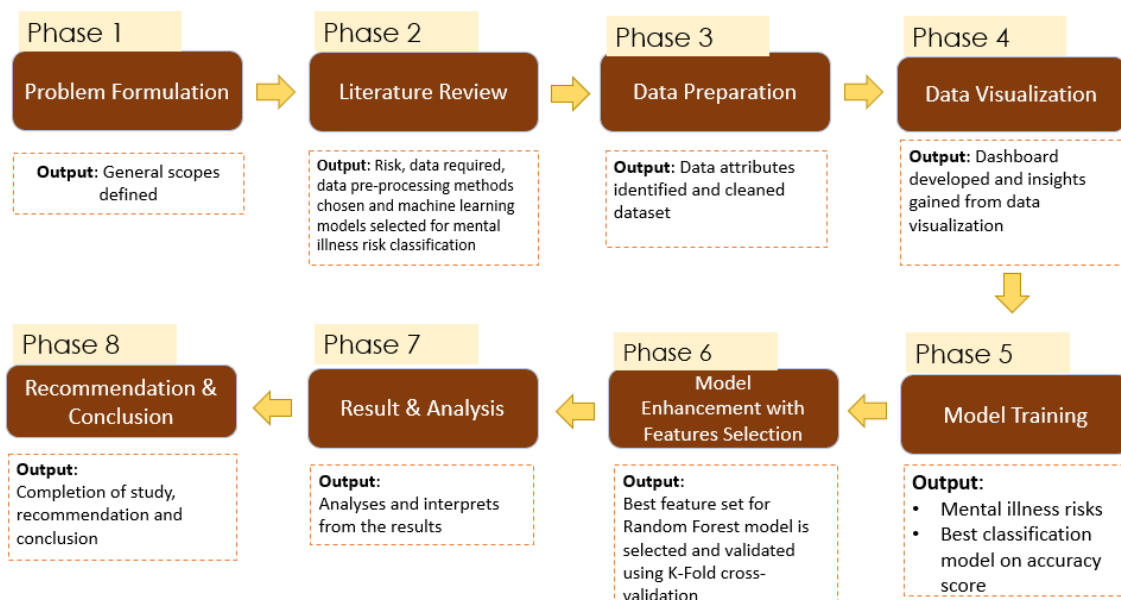 Phase 1
Problem Formulation
Output: General scopes
defined
Phase 2
Literature Review
Output: Risk, data required,
data pre-processing methods
chosen and machine learning
models selected for mental
illness risk classification
Phase 3
Data Preparation
Output: Data attributes
identified and cleaned
dataset
Phase 4
Data Visualization
Output: Dashboard
developed and insights
gained from data
visualization
Phase 5
Model Training
Output:
• Mental illness risks
• Best classification
model on accuracy
score
Phase 6
Model
Enhancement with
Features Selection
Output:
Best feature set for
Random Forest model is
selected and validated
using K-Fold cross-
validation
Phase 7
Result & Analysis
Output:
Analyses and interprets
from the results
Phase 8
Recommendation &
Conclusion
Output:
Completion of study,
recommendation and
conclusion